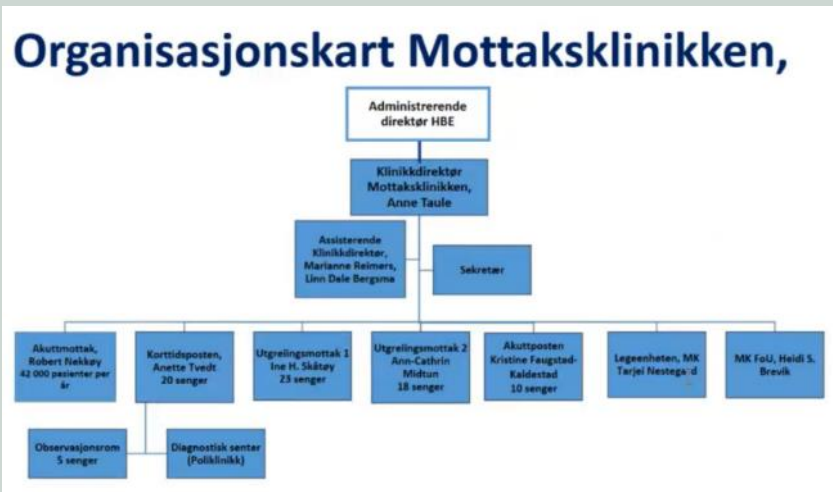 Organisasjonskart Mottaksklinikken,
Administrerende
direktør HBE
Klinikkdirektør
Mottaksklinikken,
Anne Taule
Assisterende
Klinikkdirektør,
Marianne Reimers,
Linn Dale Bergsma
Sekretær
Akuttmottak,
Robert Nekkøy
42 000 pasienter per
år
Korttidsposten,
Anette Tvedt
20 senger
Utgreiingsmottak 1
Ine H. Skåtøy
23 senger
Utgreiingsmottak 2
Ann-Cathrin
Midtun
18 senger
Akuttposten
Kristine Faugstad-
Kaldestad
10 senger
Legeenheten, MK
Tarjei Nestegard
MK FoU, Heidi S.
Brevik
Observasjonsrom
5 senger
Diagnostisk senter
(Poliklinikk)